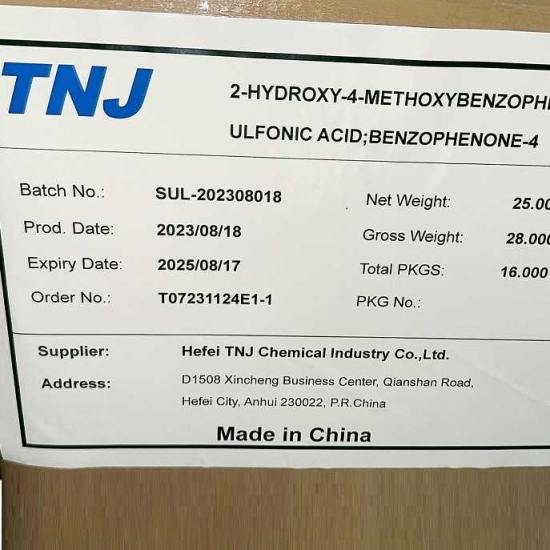 TNJ
2-HYDROXY-4-METHOXYBENZOPHE
ULFONIC ACID;BENZOPHENONE-4
Batch No.: SUL-202308018 Net Weight: 25.00
Prod. Date: 2023/08/18 Gross Weight: 28.000
Expiry Date: 2025/08/17 Total PKGS: 16.000
Order No.: T07231124E1-1 PKG No.:
Supplier: Hefei TNJ Chemical Industry Co.,Ltd.
Address: D1508 Xincheng Business Center, Qianshan Road,
Hefei City, Anhui 230022, P.R.China
Made in China